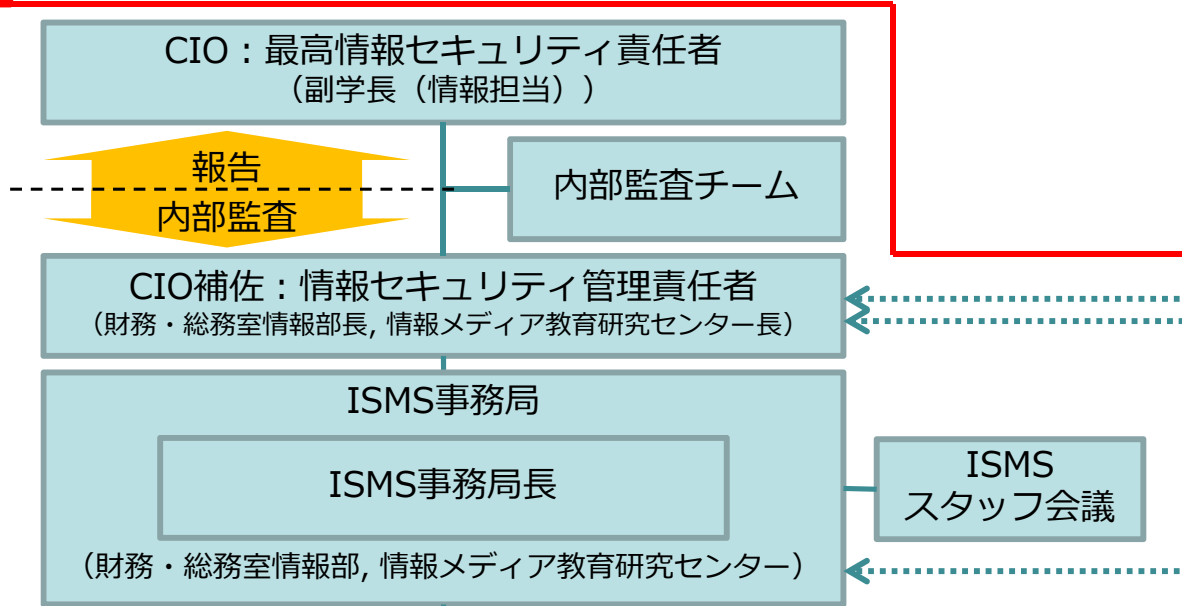 CIO：最高情報セキュリティ責任者
（副学長（情報担当））
報告
内部監査
内部監査チーム
CIO補佐：情報セキュリティ管理責任者
（財務・総務室情報部長, 情報メディア教育研究センター長）
ISMS事務局
ISMS事務局長
（財務・総務室情報部, 情報メディア教育研究センター）
ISMS
スタッフ会議